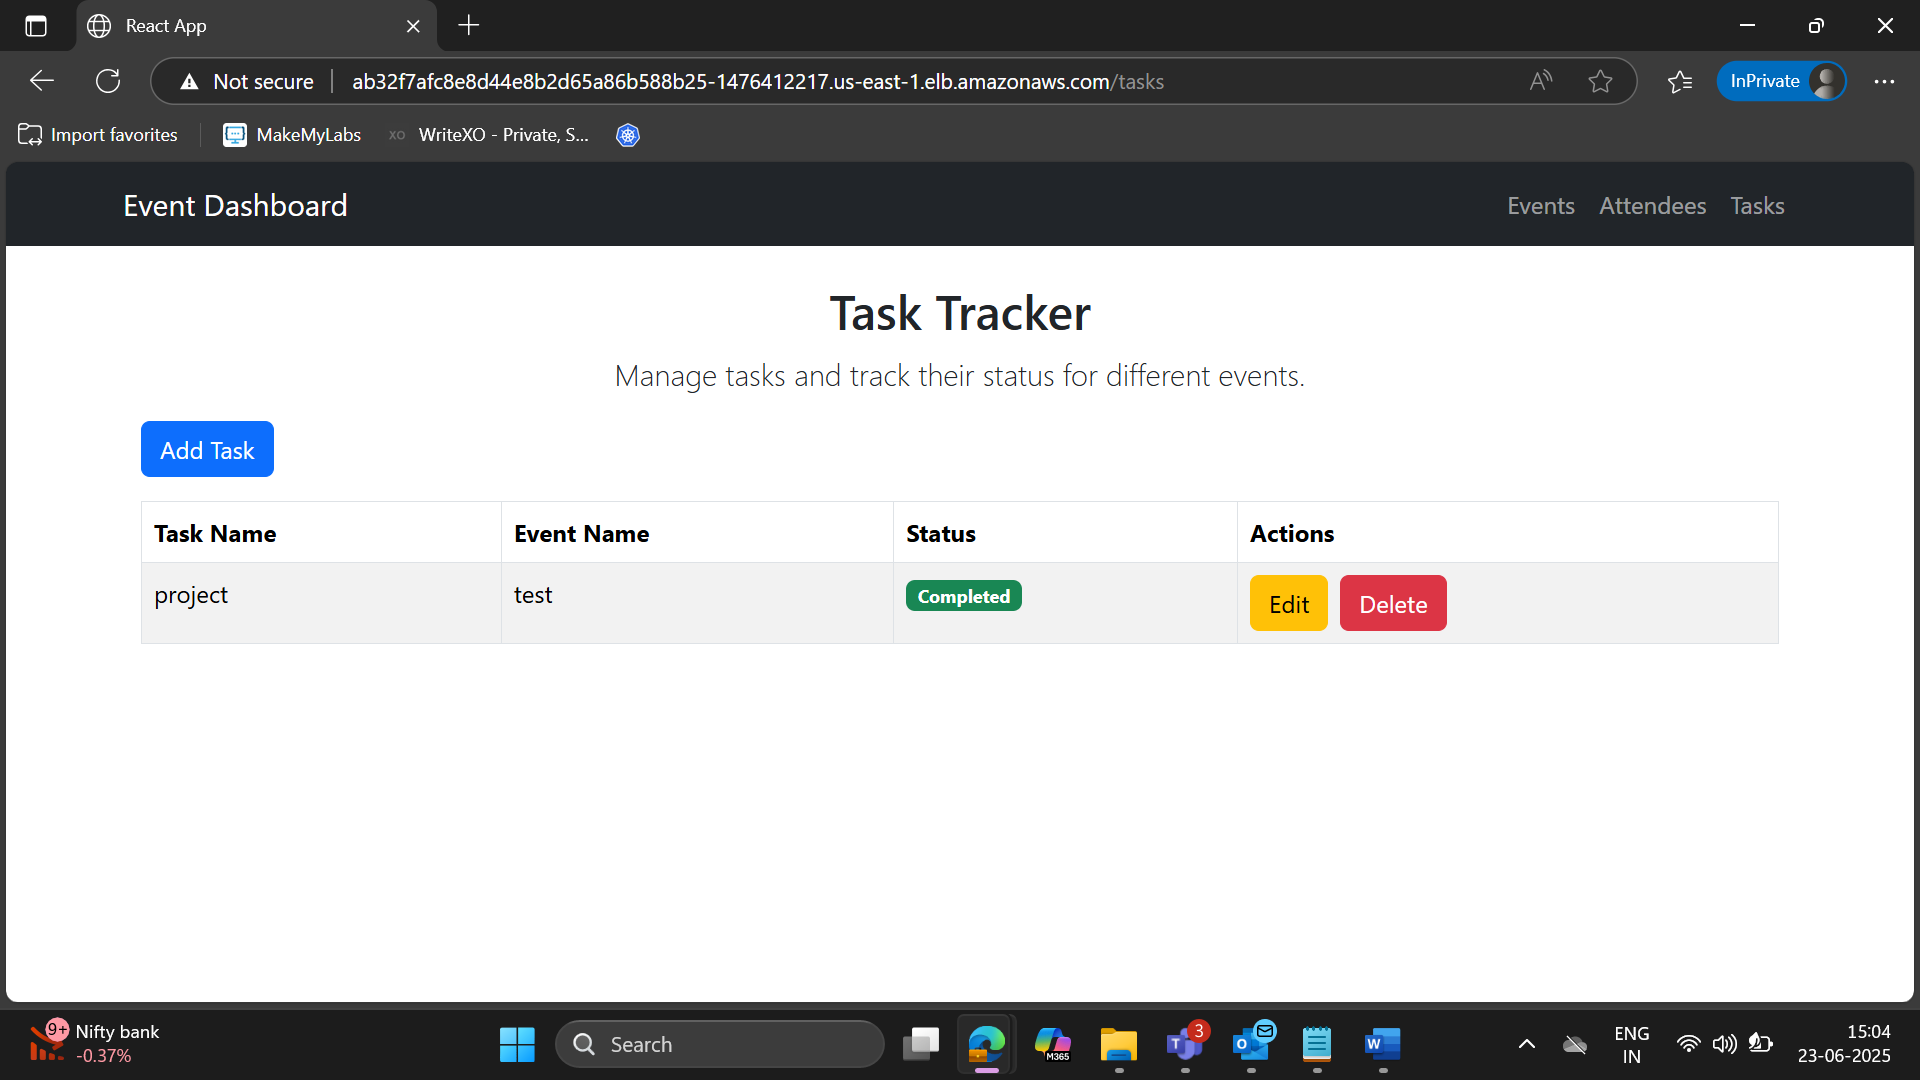 React App
Not secure
ab32f7afc8e8d44e8b2d65a86b588b25-1476412217.us-east-1.elb.amazonaws.com/tasks
InPrivate
Import favorites
MakeMyLabs
XO WriteXO - Private, S...
Event Dashboard
Events Attendees Tasks
Task Tracker
Manage tasks and track their status for different events.
Add Task
Task Name Event Name Status Actions
project test Completed Edit Delete
9+ Nifty bank
-0.37%
Search
M365
T 3
O
W
ENG
IN
15:04
23-06-2025